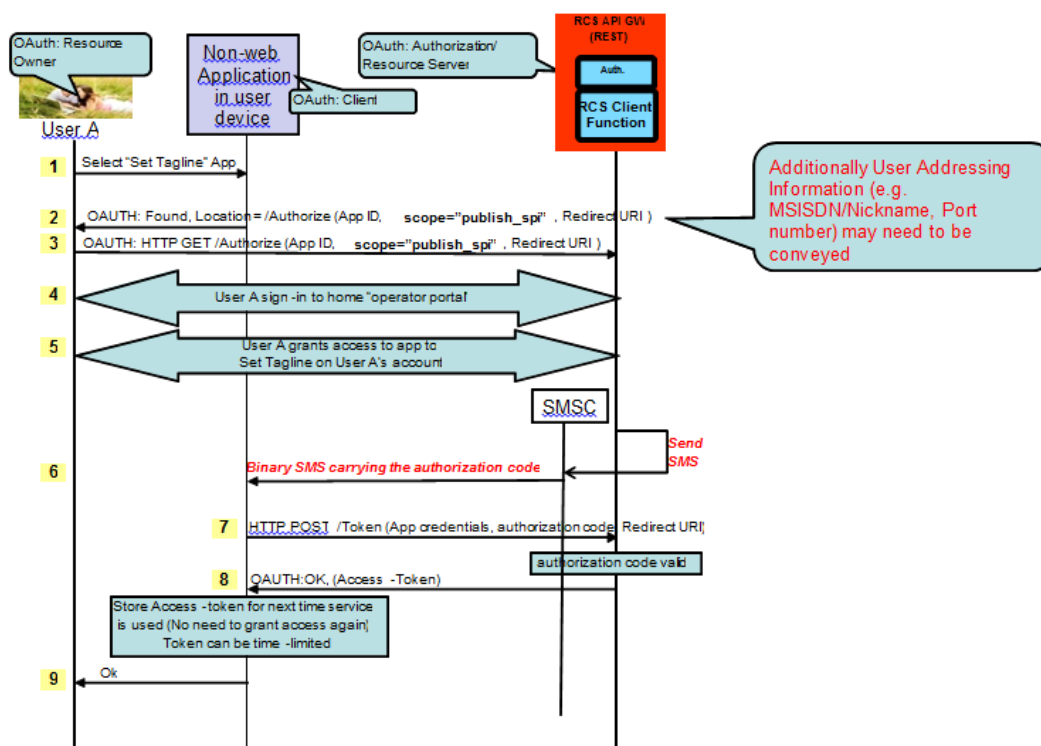 OAuth: Resource
Owner
User A
Non-web
Application
in user
device
OAuth: Client
OAuth: Authorization/
Resource Server
RCS API GW
(REST)
Auth.
RCS Client
Function
1
Select "Set Tagline" App
Additionally User Addressing
Information (e.g.
MSISDN/Nickname, Port
number) may need to be
conveyed
2
OAUTH: Found, Location = /Authorize (App ID, scope="publish_spi" , Redirect URI )
3
OAUTH: HTTP GET /Authorize (App ID, scope="publish_spi" , Redirect URI )
4
User A sign -in to home "operator portal"
5
User A grants access to app to
Set Tagline on User A's account
SMSC
Send
SMS
6
Binary SMS carrying the authorization code
7
HTTP POST /Token (App credentials, authorization code, Redirect URI)
authorization code valid
8
OAUTH:OK, (Access -Token)
Store Access -token for next time service
is used (No need to grant access again)
Token can be time -limited
9
Ok